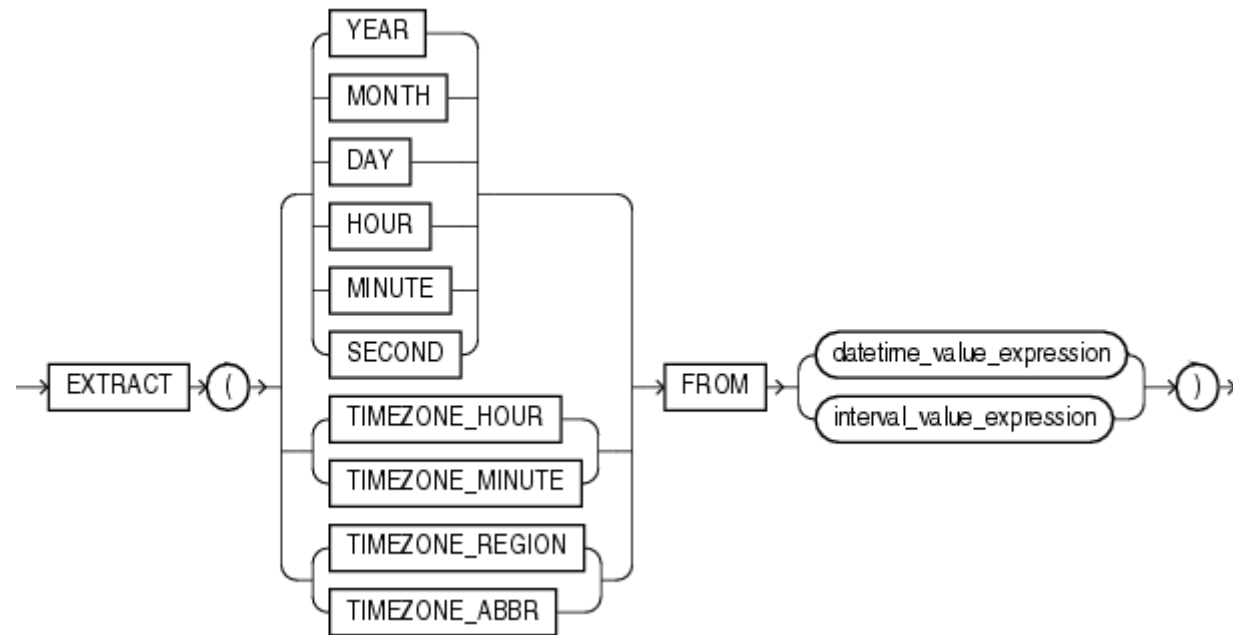 YEAR
MONTH
DAY
HOUR
MINUTE
SECOND
EXTRACT ( FROM datetime_value_expression )
interval_value_expression
TIMEZONE_HOUR
TIMEZONE_MINUTE
TIMEZONE_REGION
TIMEZONE_ABBR